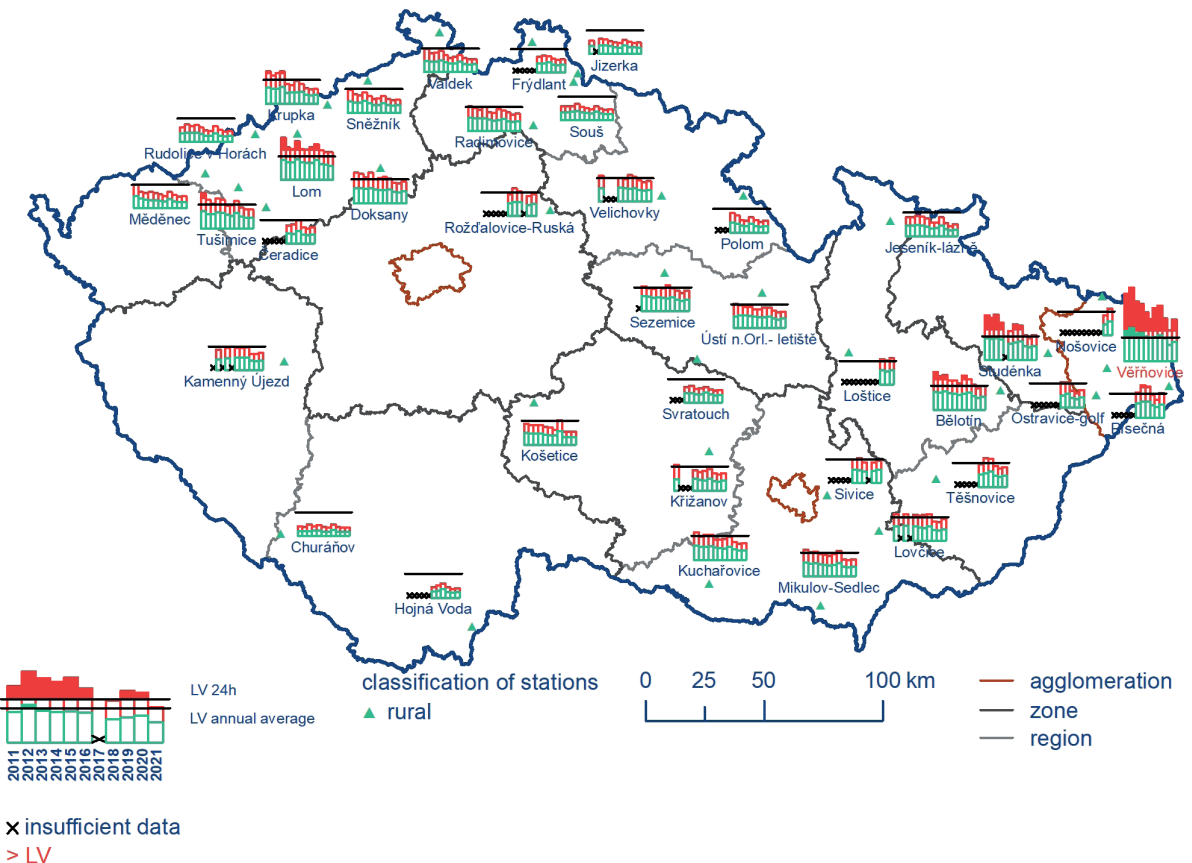 Jizerka
Valdek
Frýdlant
Krupka
Sněžník
Souš
Radimovice
Rudolice v Horách
Lom
Měděnec
Doksany
Tušimice
Rožďalovice-Ruská
Velichovky
Polom
Jeseník-lázně
Čeradice
Sezemice
Ústí n.Orl.- letiště
Nošovice
Studénka
Věřňovice
Kamenný Újezd
Loštice
Svratouch
Bělotín
Ostravice-golf
Písečná
Košetice
Křižanov
Sivice
Těšnovice
Churáňov
Lovčice
Kuchařovice
Mikulov-Sedlec
Hojná Voda
LV 24h
LV annual average
2011
2012
2013
2014
2015
2016
2017
2018
2019
2020
2021
classification of stations
rural
0 25 50 100 km
agglomeration
zone
region
insufficient data
> LV